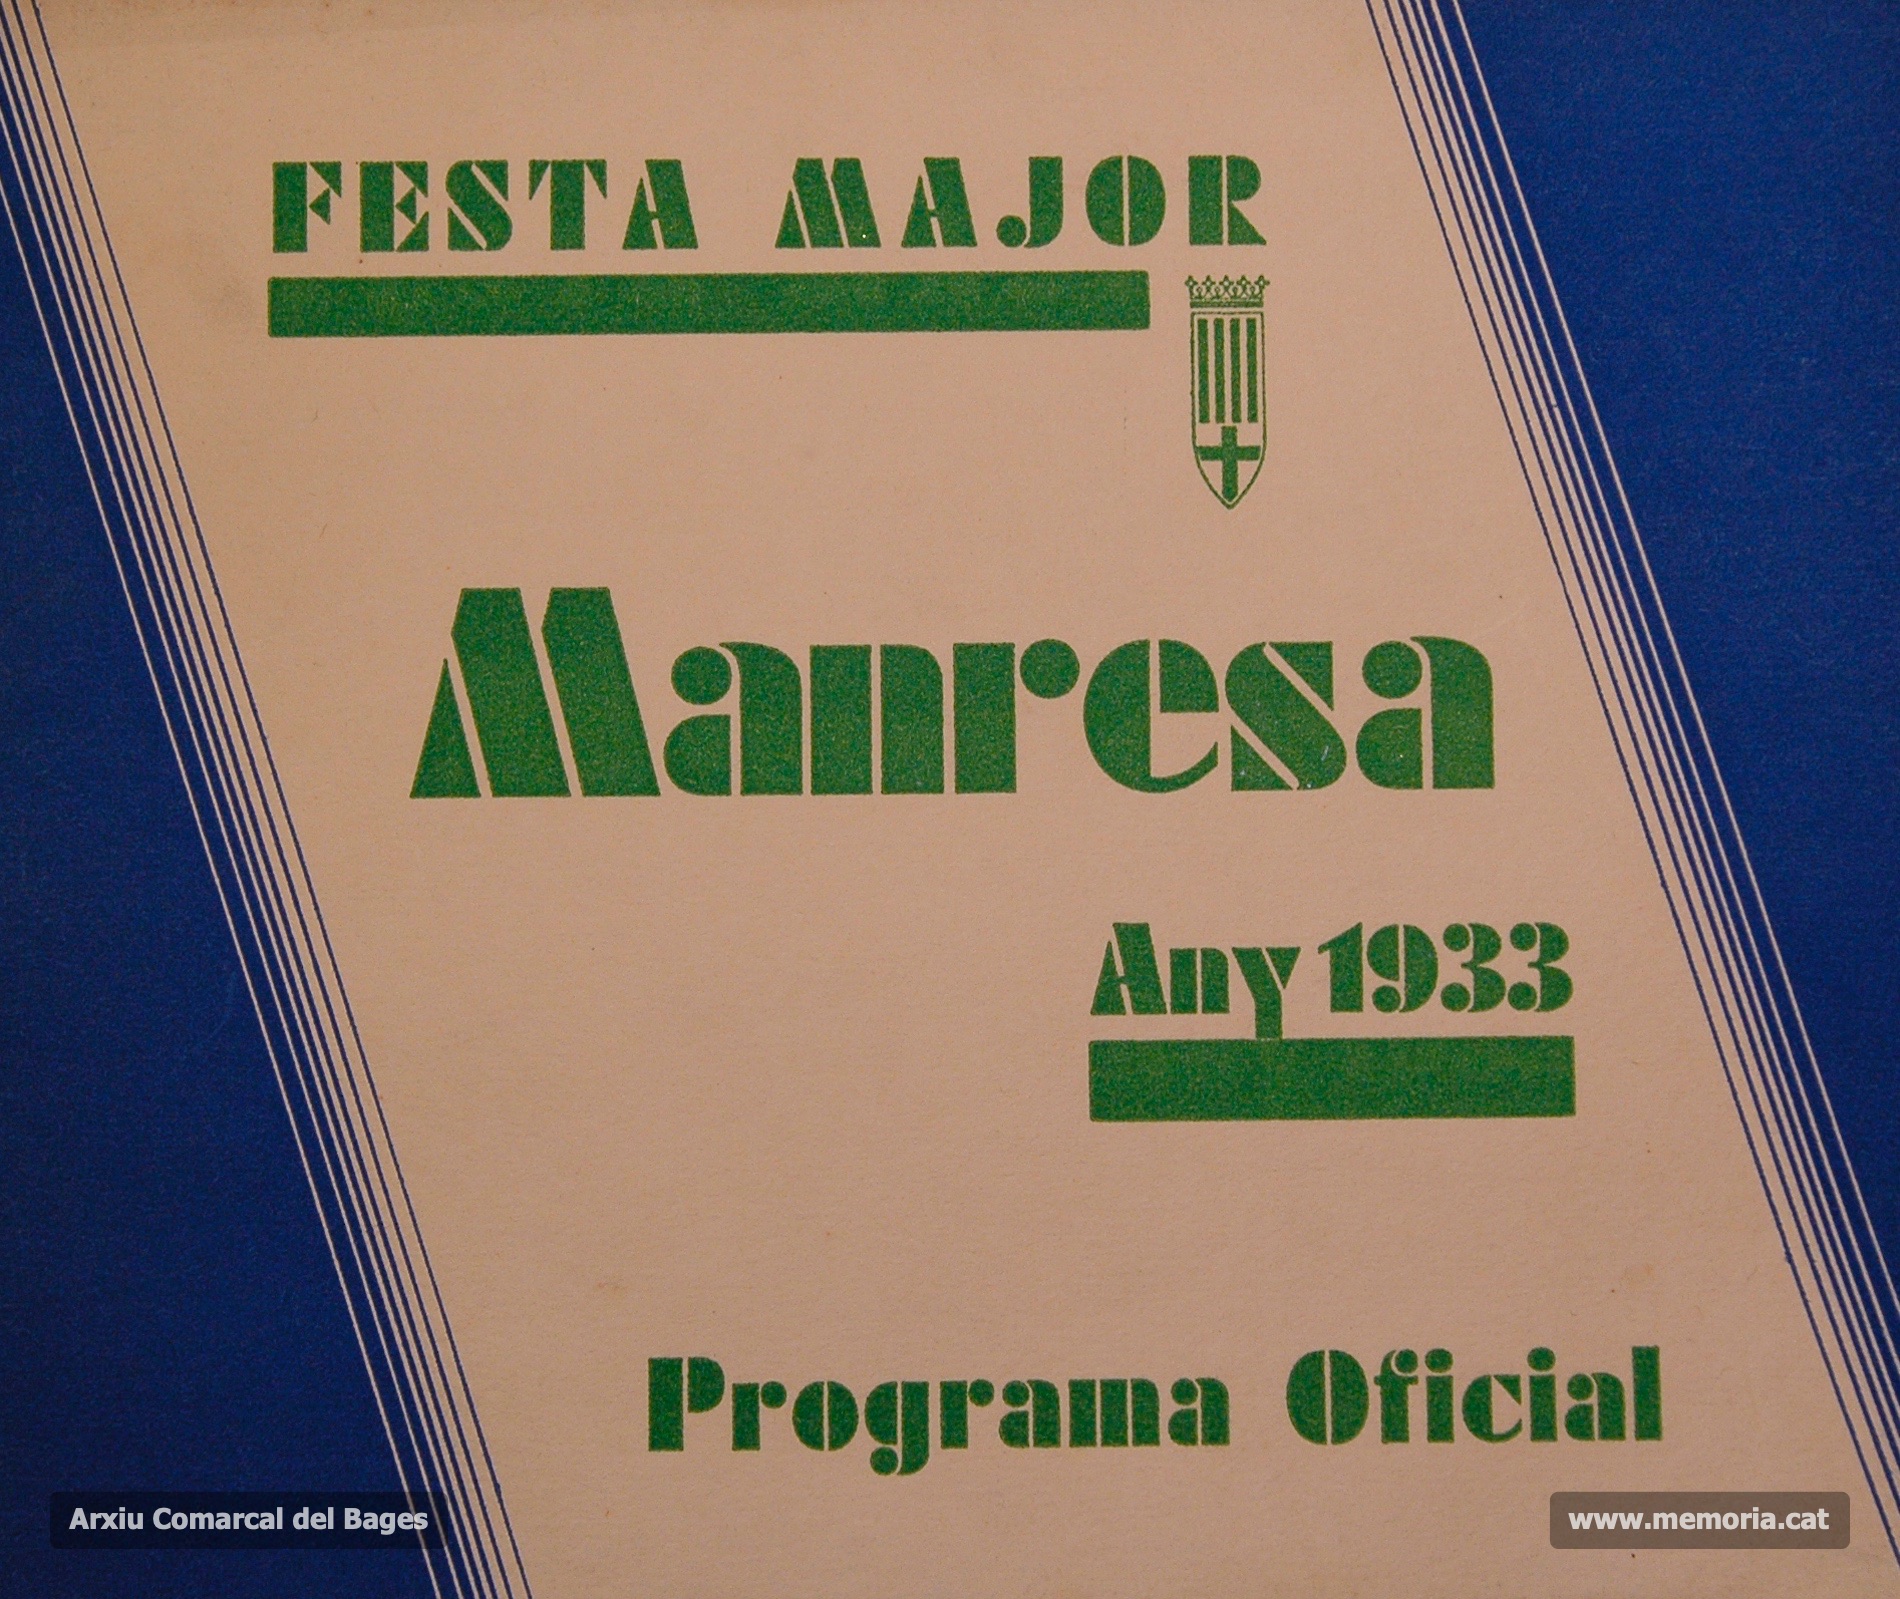 FESTA MAJOR
Manresa
Any 1933
Programa Oficial
Arxiu Comarcal del Bages
www.memoria.cat